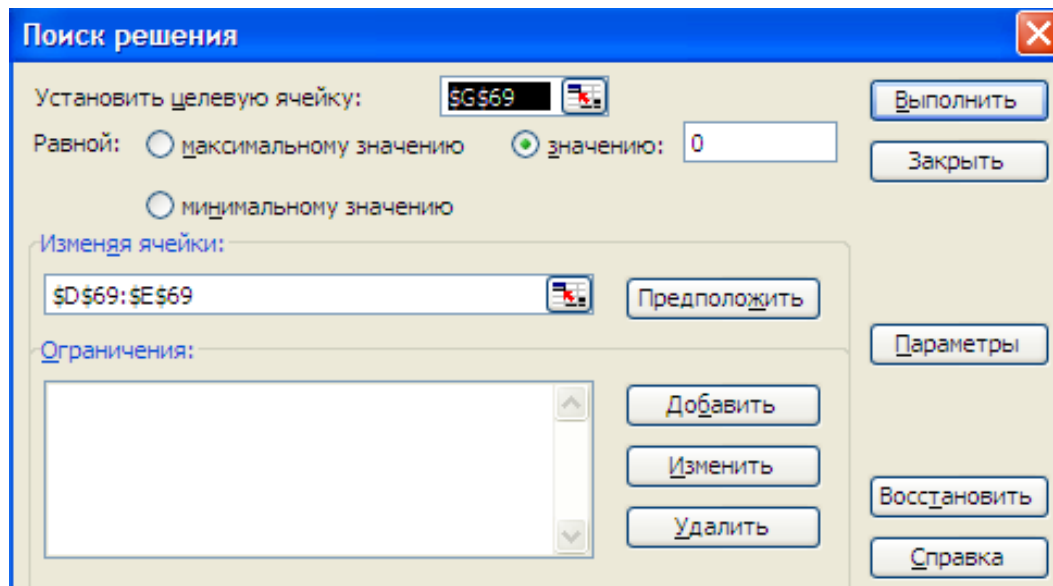 Поиск решения
Установить целевую ячейку: $G$69
Выполнить
Равной: максимальному значению значению: 0
Закрыть
минимальному значению
Изменяя ячейки:
$D$69:$E$69
Предположить
Ограничения:
Параметры
Добавить
Изменить
Восстановить
Удалить
Справка